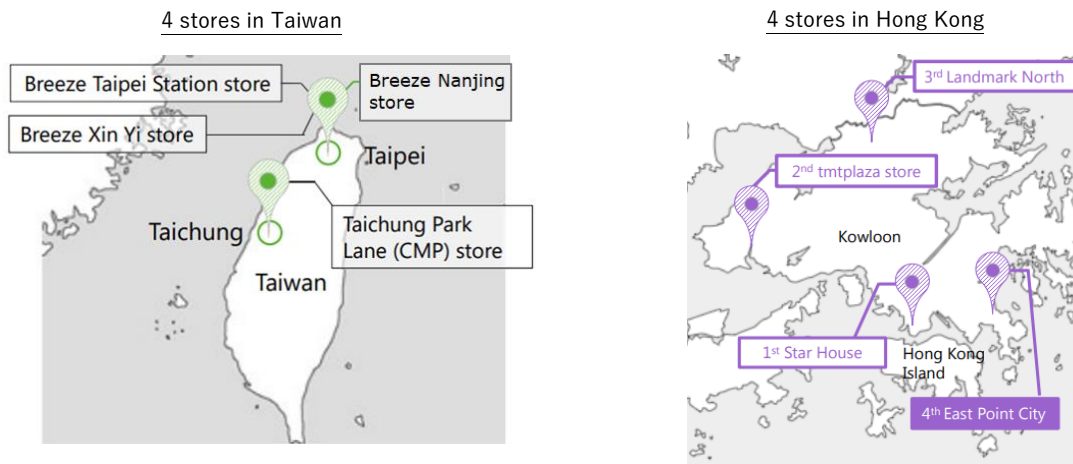 4 stores in Taiwan
Breeze Taipei Station store
Breeze Nanjing
store
Breeze Xin Yi store
Taipei
Taichung
Taichung Park
Lane (CMP) store
Taiwan
4 stores in Hong Kong
3rd Landmark North
2nd tmtplaza store
Kowloon
1st Star House
Hong Kong
Island
4th East Point City